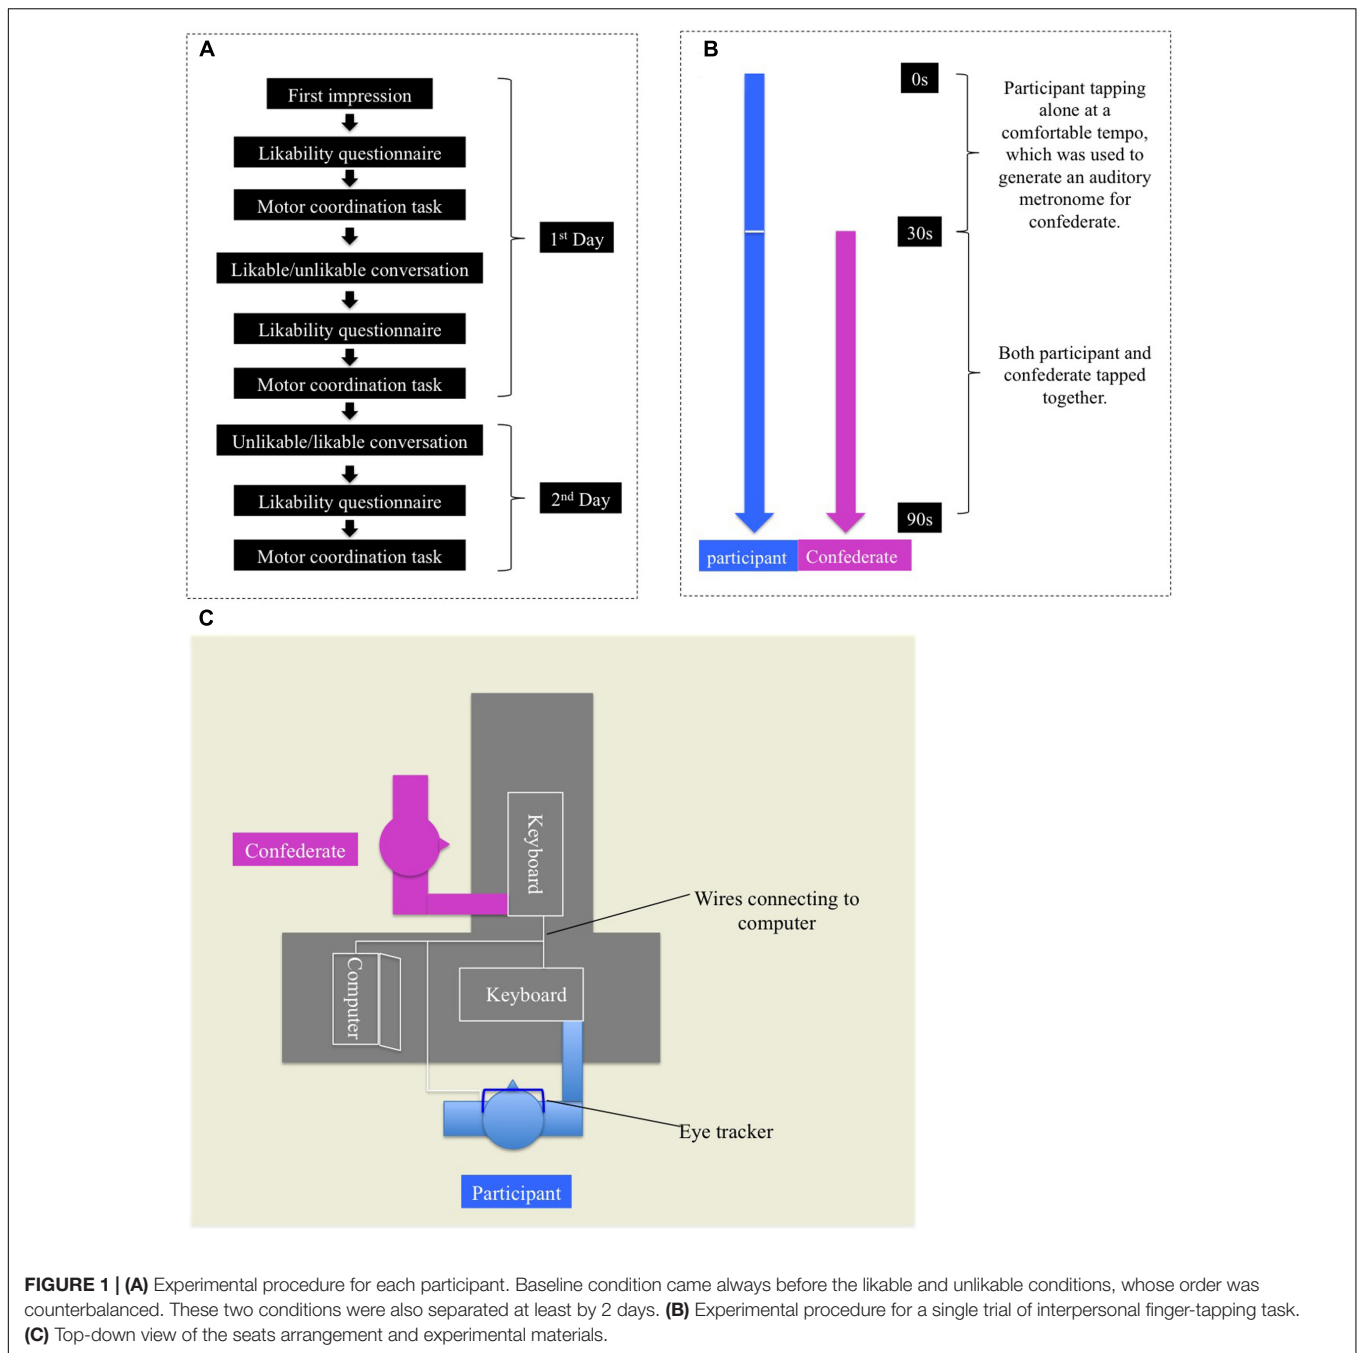 A
First impression
Likability questionnaire
Motor coordination task
Likable/unlikable conversation
Likability questionnaire
Motor coordination task
1st Day
Unlikable/likable conversation
Likability questionnaire
Motor coordination task
2nd Day
B
0s
30s
90s
Participant tapping
alone at a
comfortable tempo,
which was used to
generate an auditory
metronome for
confederate.
Both participant and
confederate tapped
together.
participant
Confederate
C
Confederate
Keyboard
Wires connecting to
computer
Computer
Keyboard
Eye tracker
Participant
FIGURE 1 | (A) Experimental procedure for each participant. Baseline condition came always before the likable and unlikable conditions, whose order was
counterbalanced. These two conditions were also separated at least by 2 days. (B) Experimental procedure for a single trial of interpersonal finger-tapping task.
(C) Top-down view of the seats arrangement and experimental materials.